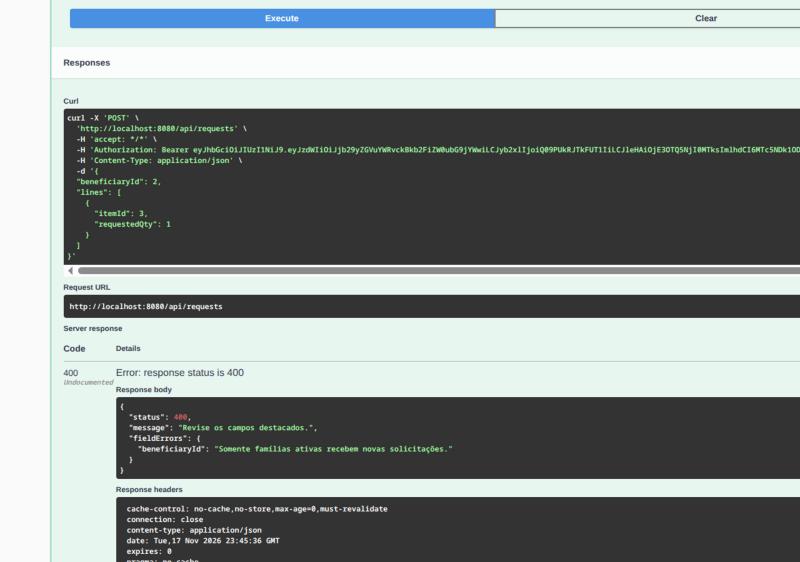 Execute
Clear
Responses
Curl
curl -X 'POST' \
'http://localhost:8080/api/requests' \
-H 'accept: */*' \
-H 'Authorization: Bearer
-H 'Content-Type: application/json' \
-d '{
"beneficiaryId": 2,
"lines": [
{
"itemId": 3,
"requestedQty": 1
}
]
}'
Request URL
http://localhost:8080/api/requests
Server response
Code
Details
400
Undocumented
Error: response status is 400
Response body
{
"status": 400,
"message": "Revise os campos destacados.",
"fieldErrors": {
"beneficiaryId": "Somente famílias ativas recebem novas solicitações."
}
}
Response headers
cache-control: no-cache,no-store,max-age=0,must-revalidate
connection: close
content-type: application/json
date: Tue,17 Nov 2026 23:45:36 GMT
expires: 0